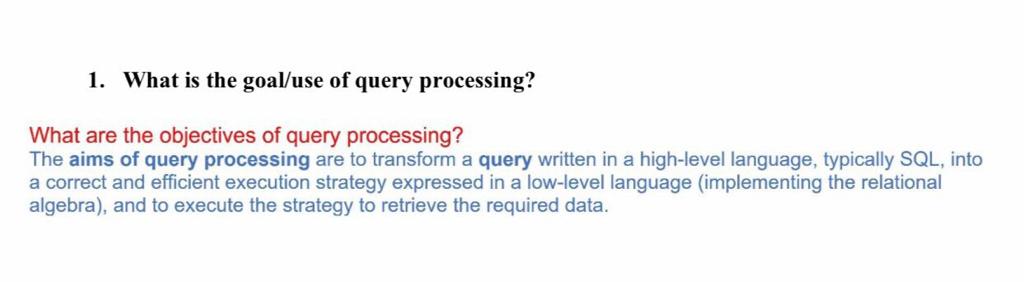 1. What is the goal/use of query processing?
What are the objectives of query processing?
The aims of query processing are to transform a query written in a high-level language, typically SQL, into
a correct and efficient execution strategy expressed in a low-level language (implementing the relational
algebra), and to execute the strategy to retrieve the required data.